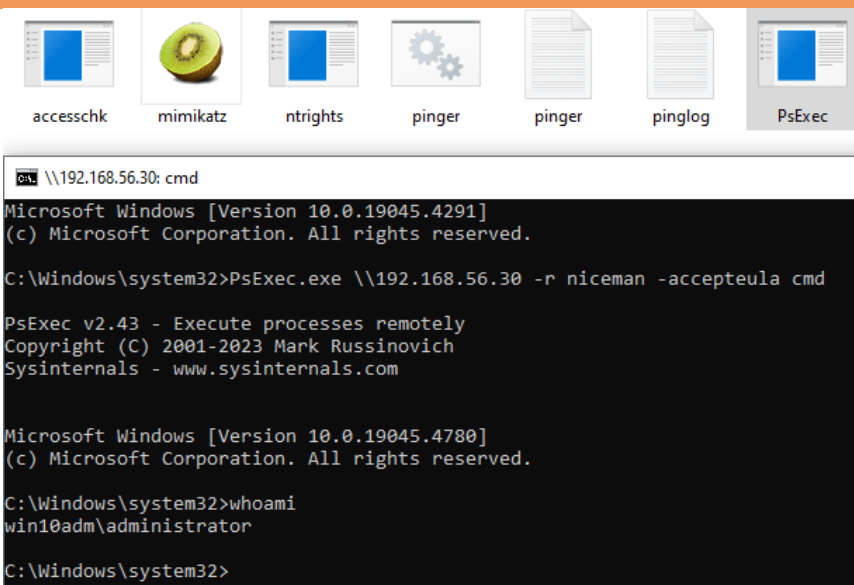 accesschk mimikatz ntrights pinger pinger pinglog PsExec
C:\. \\192.168.56.30: cmd
Microsoft Windows [Version 10.0.19045.4291]
(c) Microsoft Corporation. All rights reserved.
C:\Windows\system32>PsExec.exe \\192.168.56.30 -r niceman -accepteula cmd
PsExec v2.43 - Execute processes remotely
Copyright (C) 2001-2023 Mark Russinovich
Sysinternals - www.sysinternals.com
Microsoft Windows [Version 10.0.19045.4780]
(c) Microsoft Corporation. All rights reserved.
C:\Windows\system32>whoami
win10adm\administrator
C:\Windows\system32>